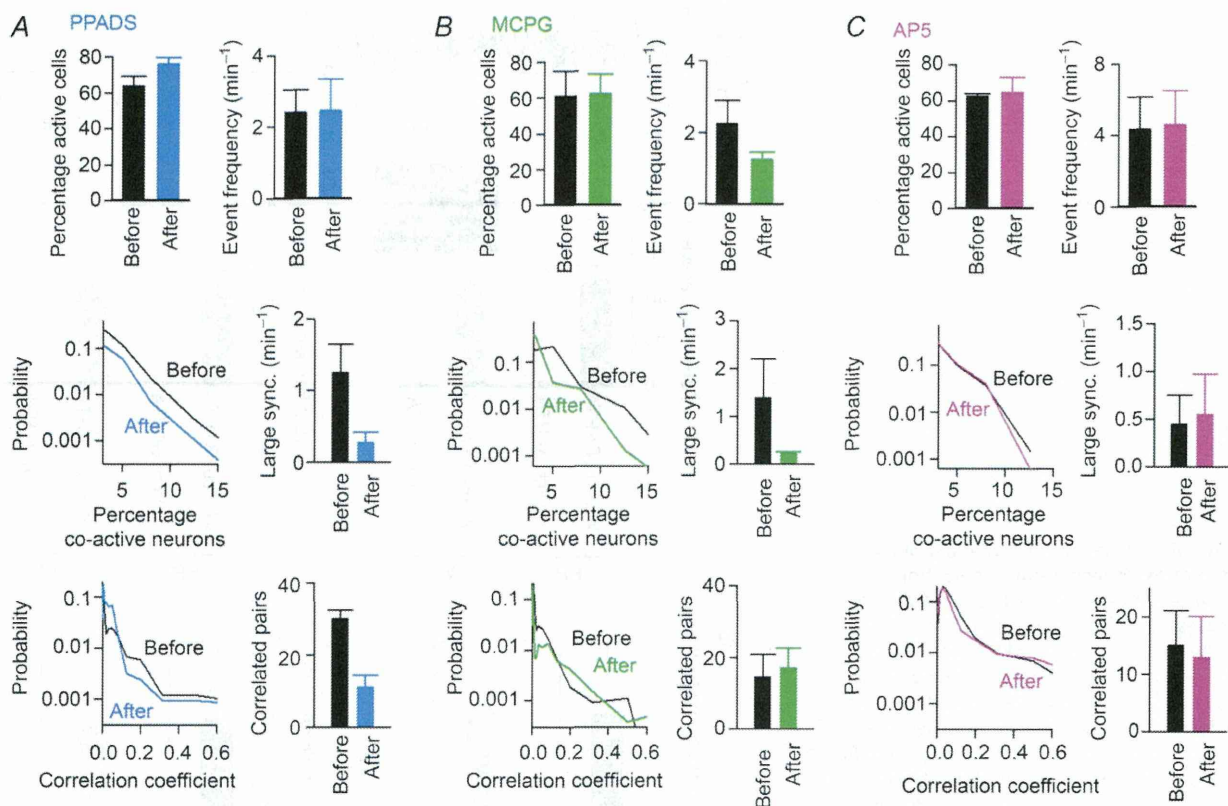 A PPADS
Percentage active cells
80
60
40
20
0
Before
After
Event frequency (min⁻¹)
4
2
0
Before
After
Probability
0.1
0.01
0.001
Before
After
5
10
15
Percentage
co-active neurons
Large sync. (min⁻¹)
2
1
0
Before
After
Probability
0.1
0.01
0.001
Before
After
0.0
0.2
0.4
0.6
Correlation coefficient
Correlated pairs
40
20
0
Before
After
B MCPG
Percentage active cells
80
60
40
20
0
Before
After
Event frequency (min⁻¹)
4
2
0
Before
After
Probability
0.1
0.01
0.001
Before
After
5
10
15
Percentage
co-active neurons
Large sync. (min⁻¹)
3
2
1
0
Before
After
Probability
0.1
0.01
0.001
Before
After
0.0
0.2
0.4
0.6
Correlation coefficient
Correlated pairs
40
20
0
Before
After
C AP5
Percentage active cells
80
60
40
20
0
Before
After
Event frequency (min⁻¹)
8
4
0
Before
After
Probability
0.1
0.01
0.001
Before
After
5
10
15
Percentage
co-active neurons
Large sync. (min⁻¹)
1.5
1.0
0.5
0.0
Before
After
Probability
0.1
0.01
0.001
Before
After
0.0
0.2
0.4
0.6
Correlation coefficient
Correlated pairs
20
10
0
Before
After